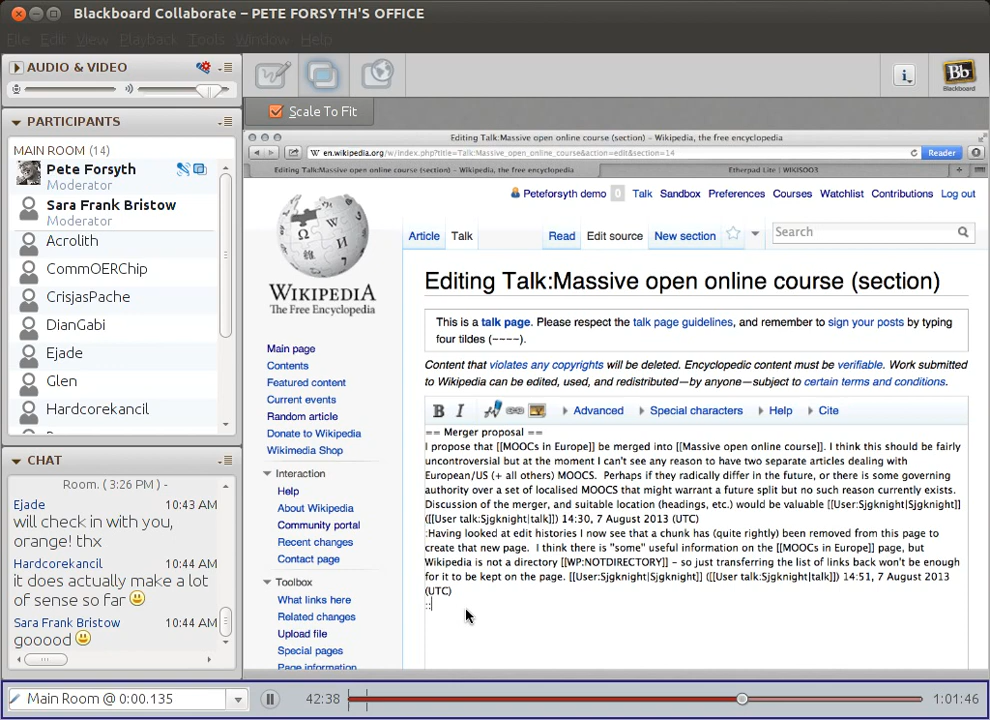 Blackboard Collaborate – PETE FORSYTH'S OFFICE
File Edit View Playback Tools Window Help
AUDIO & VIDEO
PARTICIPANTS
MAIN ROOM (14)
Pete Forsyth
Moderator
Sara Frank Bristow
Moderator
Acrolith
CommOERChip
CrisjasPache
DianGabi
Ejade
Glen
Hardcorekancil
CHAT
Room. ( 3:26 PM ) -
Ejade 10:43 AM
will check in with you,
orange! thx
Hardcorekancil 10:44 AM
it does actually make a
lot of sense so far
Sara Frank Bristow 10:44 AM
gooood
Main Room @ 0:00.135
42:38
1:01:46
Scale To Fit
i
Bb
Blackboard
Editing Talk:Massive open online course (section) – Wikipedia, the free encyclopedia
W en.wikipedia.org/w/index.php?title=Talk:Massive_open_online_course&action=edit&section=14
Reader
Editing Talk:Massive open online course (section) – Wikipedia, the free encyclopedia
Etherpad Lite | WIKISOO3
Peteforsyth demo 0 Talk Sandbox Preferences Courses Watchlist Contributions Log out
Article Talk Read Edit source New section
Search
WIKIPEDIA
The Free Encyclopedia
Main page
Contents
Featured content
Current events
Random article
Donate to Wikipedia
Wikimedia Shop
Interaction
Help
About Wikipedia
Community portal
Recent changes
Contact page
Toolbox
What links here
Related changes
Upload file
Special pages
Page information
Editing Talk:Massive open online course (section)
This is a talk page. Please respect the talk page guidelines, and remember to sign your posts by typing
four tildes (~~~~).
Content that violates any copyrights will be deleted. Encyclopedic content must be verifiable. Work submitted
to Wikipedia can be edited, used, and redistributed—by anyone—subject to certain terms and conditions.
B I Advanced Special characters Help Cite
== Merger proposal ==
I propose that [[MOOCs in Europe]] be merged into [[Massive open online course]]. I think this should be fairly
uncontroversial but at the moment I can't see any reason to have two separate articles dealing with
European/US (+ all others) MOOCS. Perhaps if they radically differ in the future, or there is some governing
authority over a set of localised MOOCS that might warrant a future split but no such reason currently exists.
Discussion of the merger, and suitable location (headings, etc.) would be valuable [[User:Sjgknight|Sjgknight]]
([[User talk:Sjgknight|talk]]) 14:30, 7 August 2013 (UTC)
:Having looked at edit histories I now see that a chunk has (quite rightly) been removed from this page to
create that new page. I think there is "some" useful information on the [[MOOCs in Europe]] page, but
Wikipedia is not a directory [[WP:NOTDIRECTORY]] – so just transferring the list of links back won't be enough
for it to be kept on the page. [[User:Sjgknight|Sjgknight]] ([[User talk:Sjgknight|talk]]) 14:51, 7 August 2013
(UTC)
::